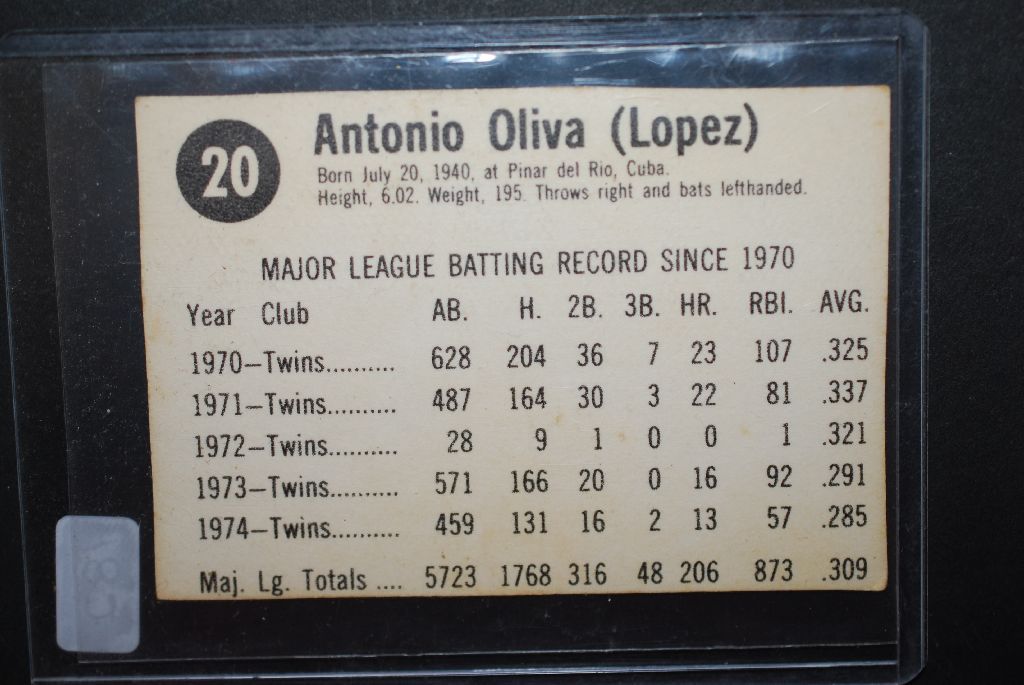 20
Antonio Oliva (Lopez)
Born July 20, 1940, at Pinar del Rio, Cuba.
Height, 6.02. Weight, 195. Throws right and bats lefthanded.
MAJOR LEAGUE BATTING RECORD SINCE 1970
Year Club AB. H. 2B. 3B. HR. RBI. AVG.
1970—Twins.......... 628 204 36 7 23 107 .325
1971—Twins.......... 487 164 30 3 22 81 .337
1972—Twins.......... 28 9 1 0 0 1 .321
1973—Twins.......... 571 166 20 0 16 92 .291
1974—Twins.......... 459 131 16 2 13 57 .285
Maj. Lg. Totals .... 5723 1768 316 48 206 873 .309